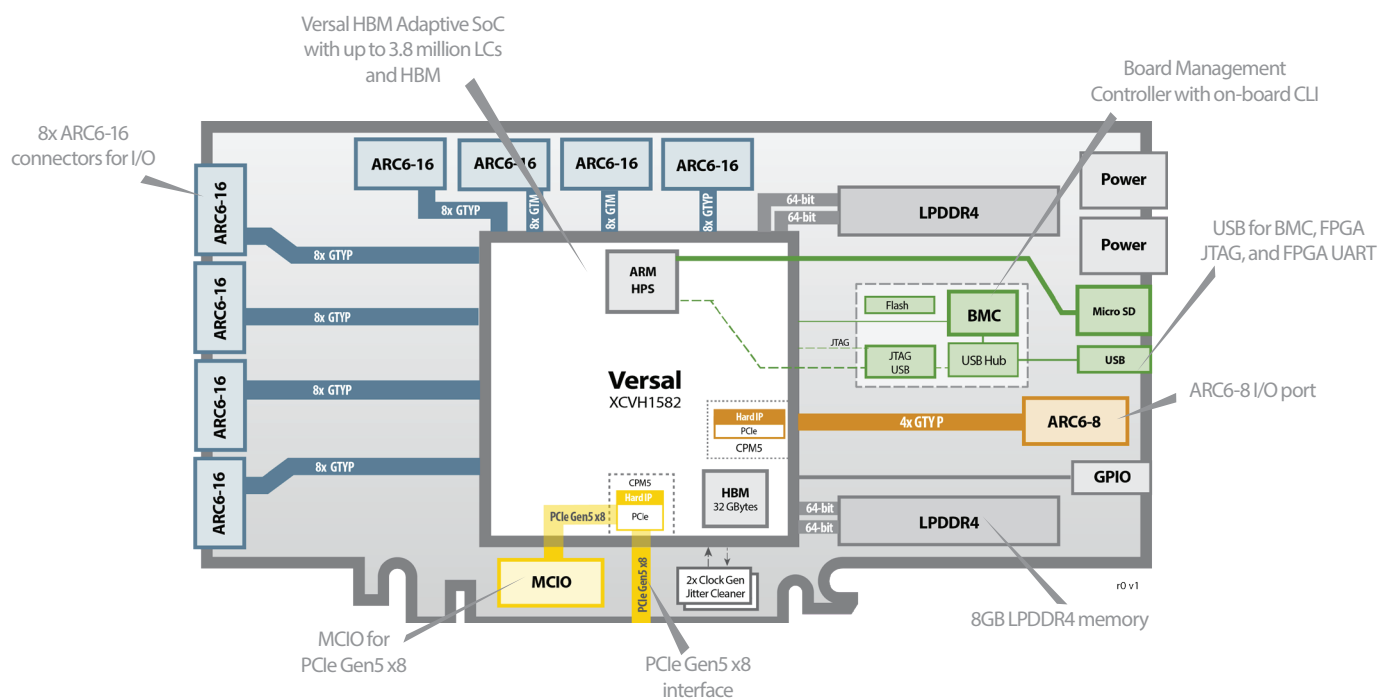 Versal HBM Adaptive SoC
with up to 3.8 million LCs
and HBM
Board Management
Controller with on-board CLI
8x ARC6-16
connectors for I/O
ARC6-16
ARC6-16
ARC6-16
ARC6-16
8x GTYP
8x GTM
8x GTM
8x GTYP
64-bit
64-bit
LPDDR4
Power
Power
USB for BMC, FPGA
JTAG, and FPGA UART
ARC6-16
8x GTYP
ARC6-16
8x GTYP
ARC6-16
8x GTYP
ARC6-16
8x GTYP
ARM
HPS
Flash
BMC
Micro SD
JTAG
JTAG
USB
USB Hub
USB
Versal
XCVH1582
Hard IP
PCIe
CPM5
4x GTY P
ARC6-8
ARC6-8 I/O port
CPM5
Hard IP
PCIe
HBM
32 GBytes
GPIO
PCIe Gen5 x8
64-bit
64-bit
LPDDR4
MCIO
PCIe Gen5 x8
2x Clock Gen
Jitter Cleaner
r0 v1
MCIO for
PCIe Gen5 x8
PCIe Gen5 x8
interface
8GB LPDDR4 memory